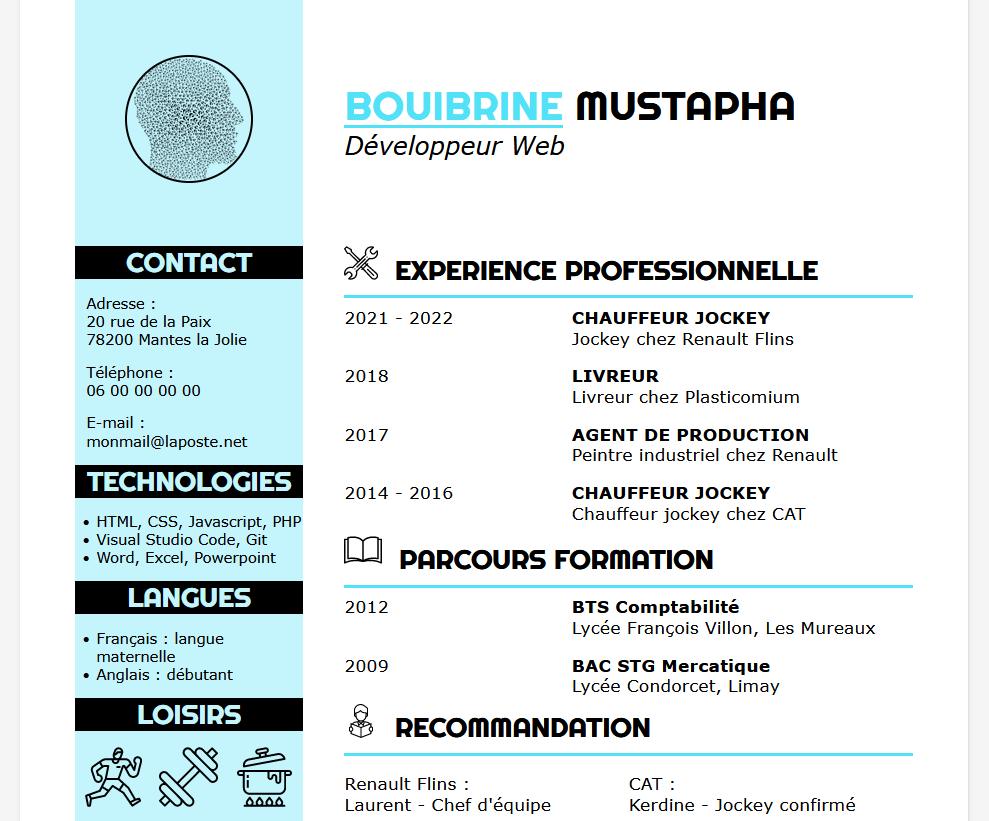 BOUIBRINE MUSTAPHA
Développeur Web
CONTACT
Adresse :
20 rue de la Paix
78200 Mantes la Jolie
Téléphone :
06 00 00 00 00
E-mail :
monmail@laposte.net
TECHNOLOGIES
• HTML, CSS, Javascript, PHP
• Visual Studio Code, Git
• Word, Excel, Powerpoint
LANGUES
• Français : langue
maternelle
• Anglais : débutant
LOISIRS
EXPERIENCE PROFESSIONNELLE
2021 - 2022 CHAUFFEUR JOCKEY
Jockey chez Renault Flins
2018 LIVREUR
Livreur chez Plasticomium
2017 AGENT DE PRODUCTION
Peintre industriel chez Renault
2014 - 2016 CHAUFFEUR JOCKEY
Chauffeur jockey chez CAT
PARCOURS FORMATION
2012 BTS Comptabilité
Lycée François Villon, Les Mureaux
2009 BAC STG Mercatique
Lycée Condorcet, Limay
RECOMMANDATION
Renault Flins :
Laurent - Chef d'équipe
CAT :
Kerdine - Jockey confirmé